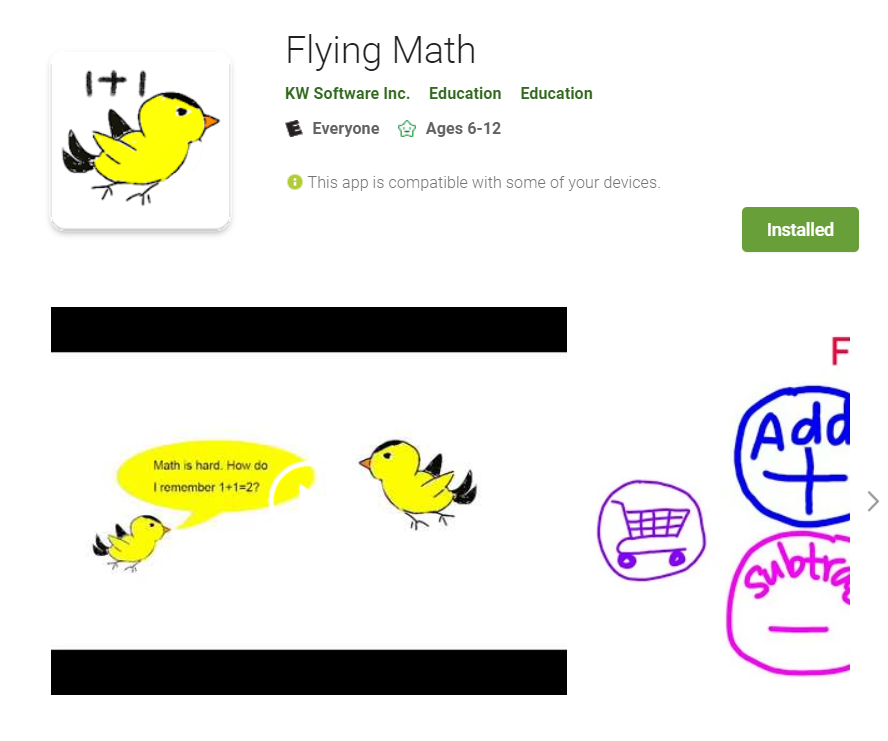 Flying Math
1+1
KW Software Inc. Education Education
E Everyone Ages 6-12
This app is compatible with some of your devices.
Installed
Math is hard. How do
I remember 1+1=2?
F
Add
+
Subtra